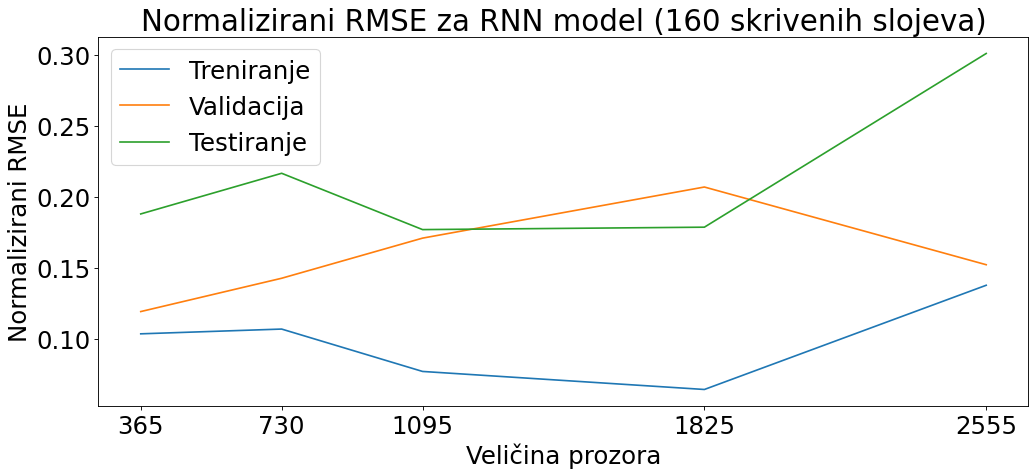 Normalizirani RMSE za RNN model (160 skrivenih slojeva)
Treniranje
Validacija
Testiranje
Normalizirani RMSE
0.30
0.25
0.20
0.15
0.10
365 730 1095 1825 2555
Veličina prozora